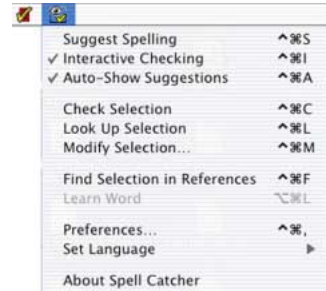 Suggest Spelling ^⌘S
✓ Interactive Checking ^⌘I
✓ Auto-Show Suggestions ^⌘A
Check Selection ^⌘C
Look Up Selection ^⌘L
Modify Selection... ^⌘M
Find Selection in References ^⌘F
Learn Word ⌥⌘L
Preferences... ^⌘,
Set Language ▶
About Spell Catcher